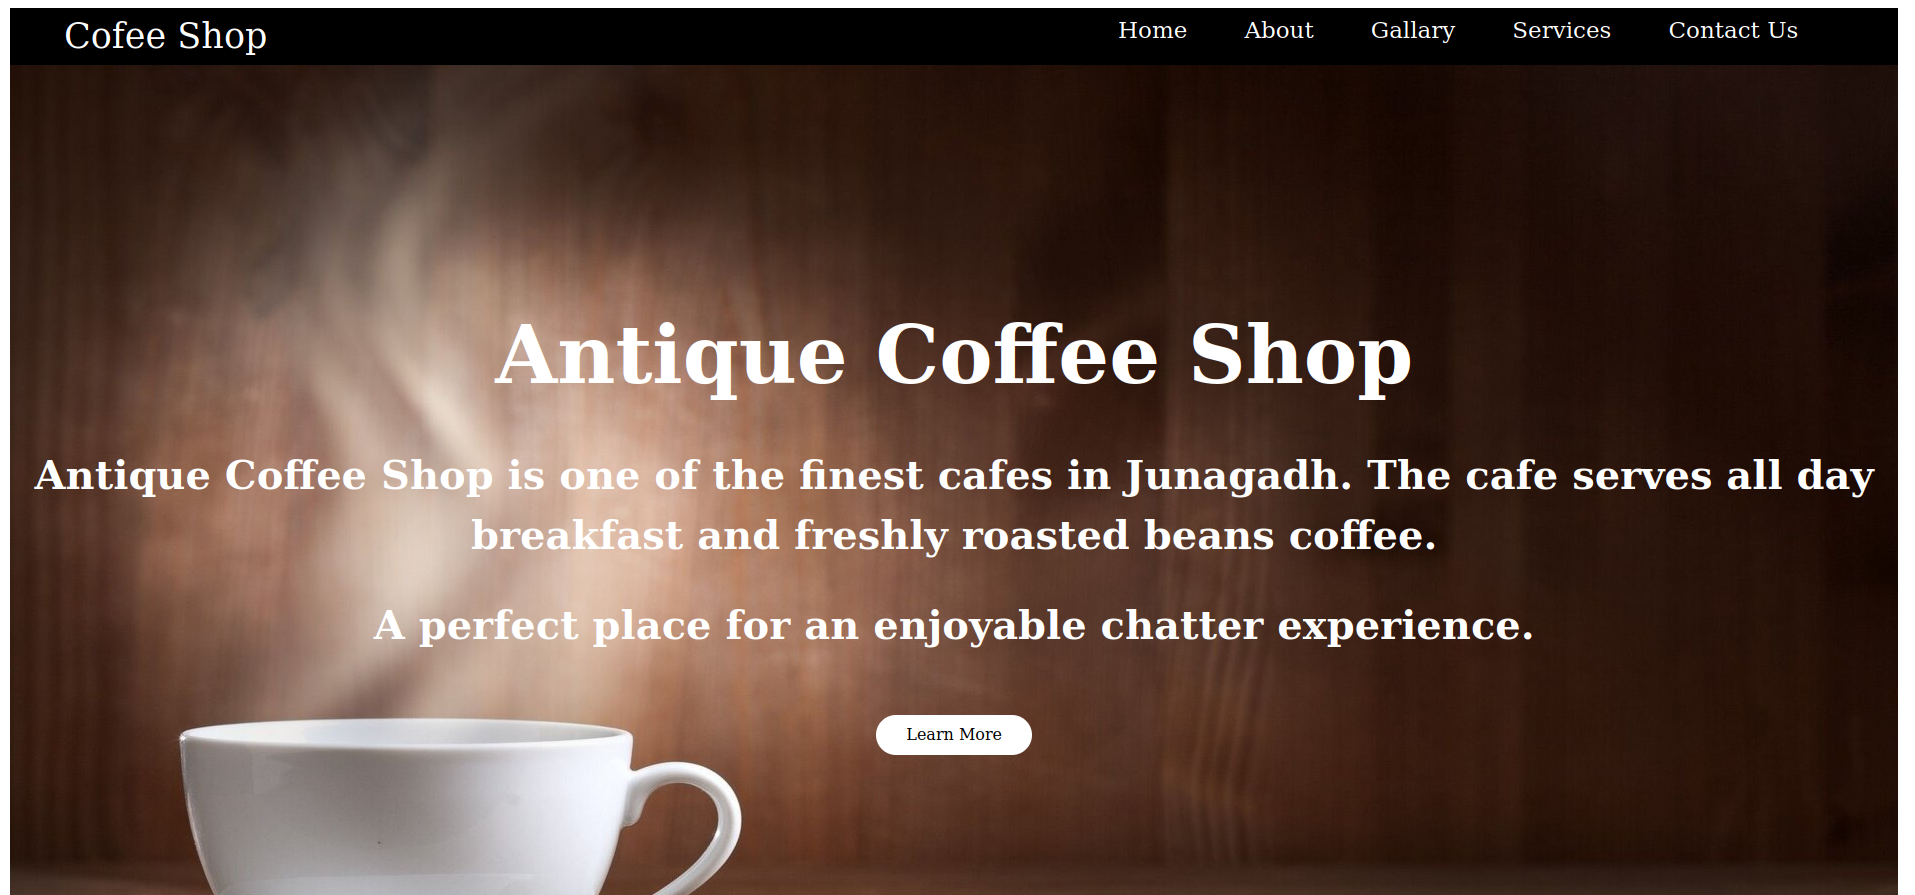 Cofee Shop
Home About Gallary Services Contact Us
Antique Coffee Shop
Antique Coffee Shop is one of the finest cafes in Junagadh. The cafe serves all day
breakfast and freshly roasted beans coffee.
A perfect place for an enjoyable chatter experience.
Learn More